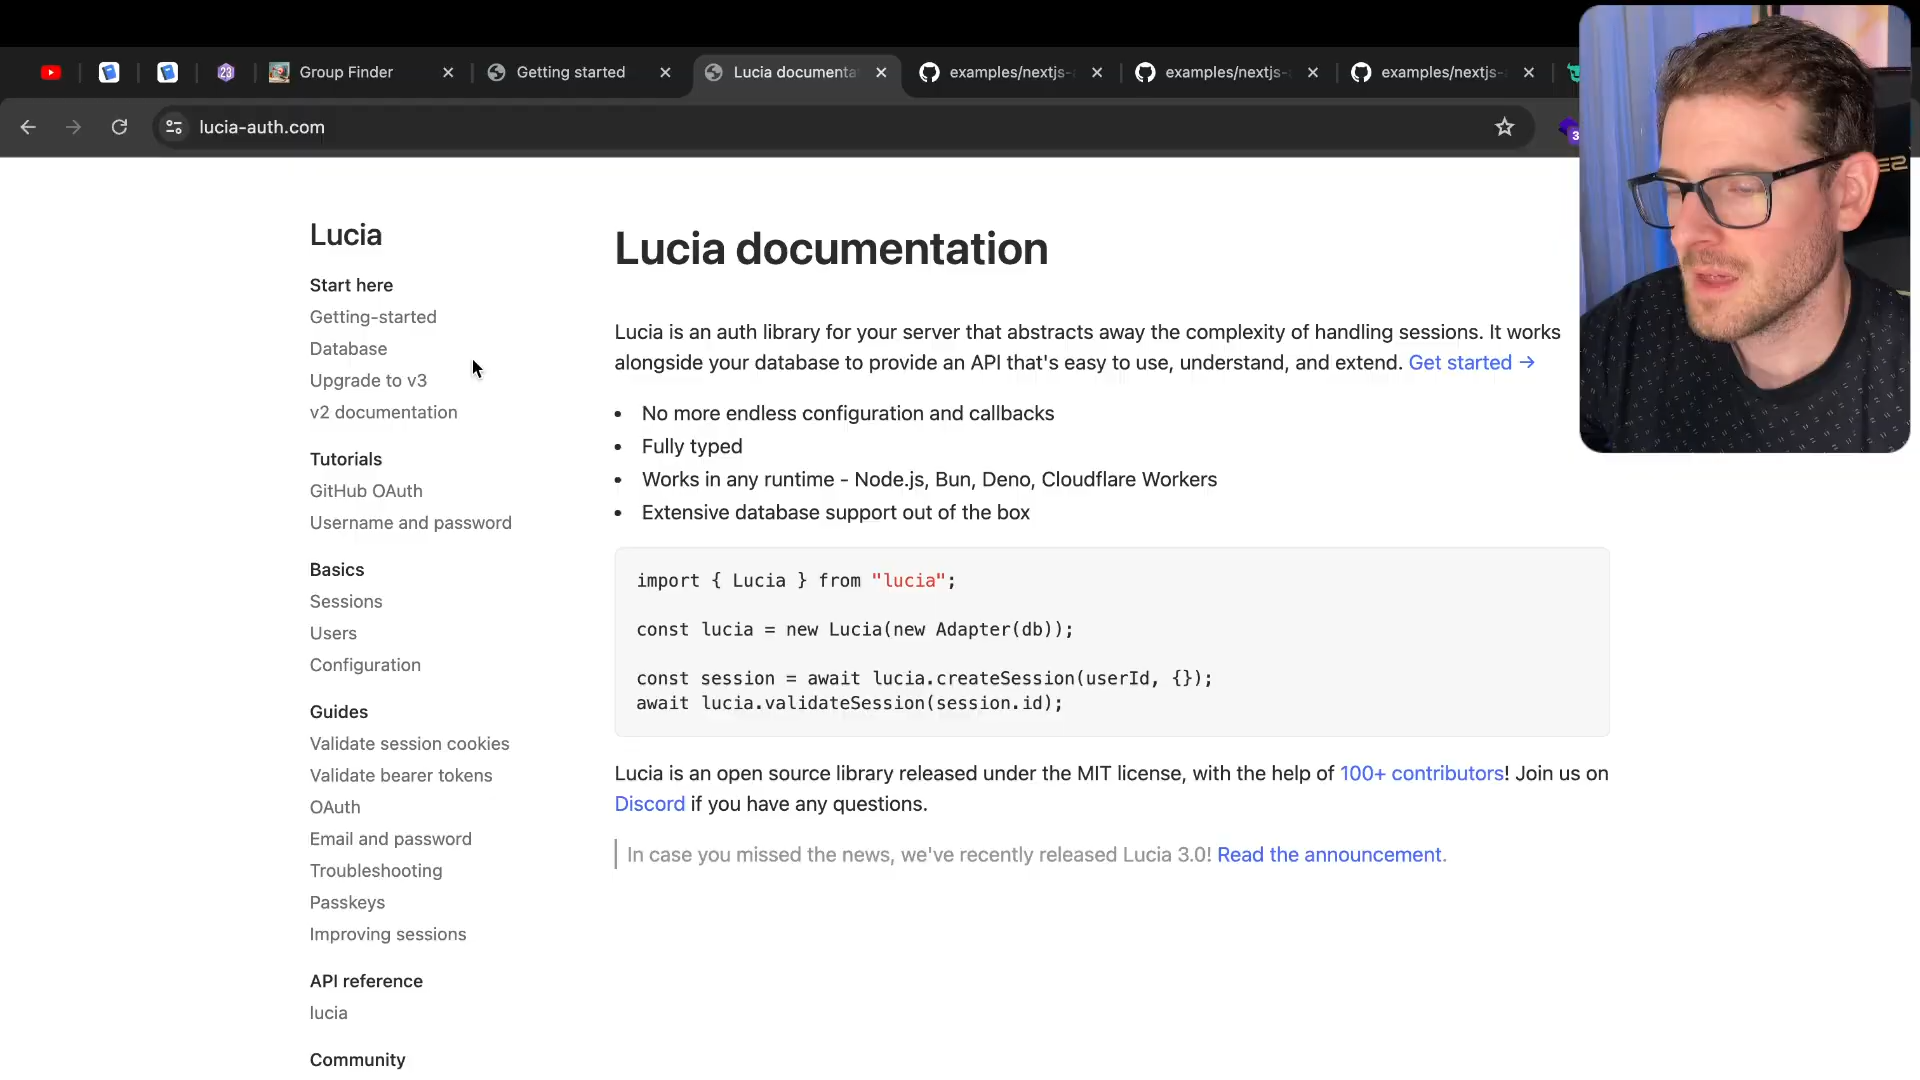 23
Group Finder
Getting started
Lucia documenta
examples/nextjs-
examples/nextjs-
examples/nextjs-
lucia-auth.com
3
Lucia
Start here
Getting-started
Database
Upgrade to v3
v2 documentation
Tutorials
GitHub OAuth
Username and password
Basics
Sessions
Users
Configuration
Guides
Validate session cookies
Validate bearer tokens
OAuth
Email and password
Troubleshooting
Passkeys
Improving sessions
API reference
lucia
Community
Lucia documentation
Lucia is an auth library for your server that abstracts away the complexity of handling sessions. It works
alongside your database to provide an API that's easy to use, understand, and extend. Get started →
• No more endless configuration and callbacks
• Fully typed
• Works in any runtime - Node.js, Bun, Deno, Cloudflare Workers
• Extensive database support out of the box
import { Lucia } from "lucia";
const lucia = new Lucia(new Adapter(db));
const session = await lucia.createSession(userId, {});
await lucia.validateSession(session.id);
Lucia is an open source library released under the MIT license, with the help of 100+ contributors! Join us on
Discord if you have any questions.
In case you missed the news, we've recently released Lucia 3.0! Read the announcement.